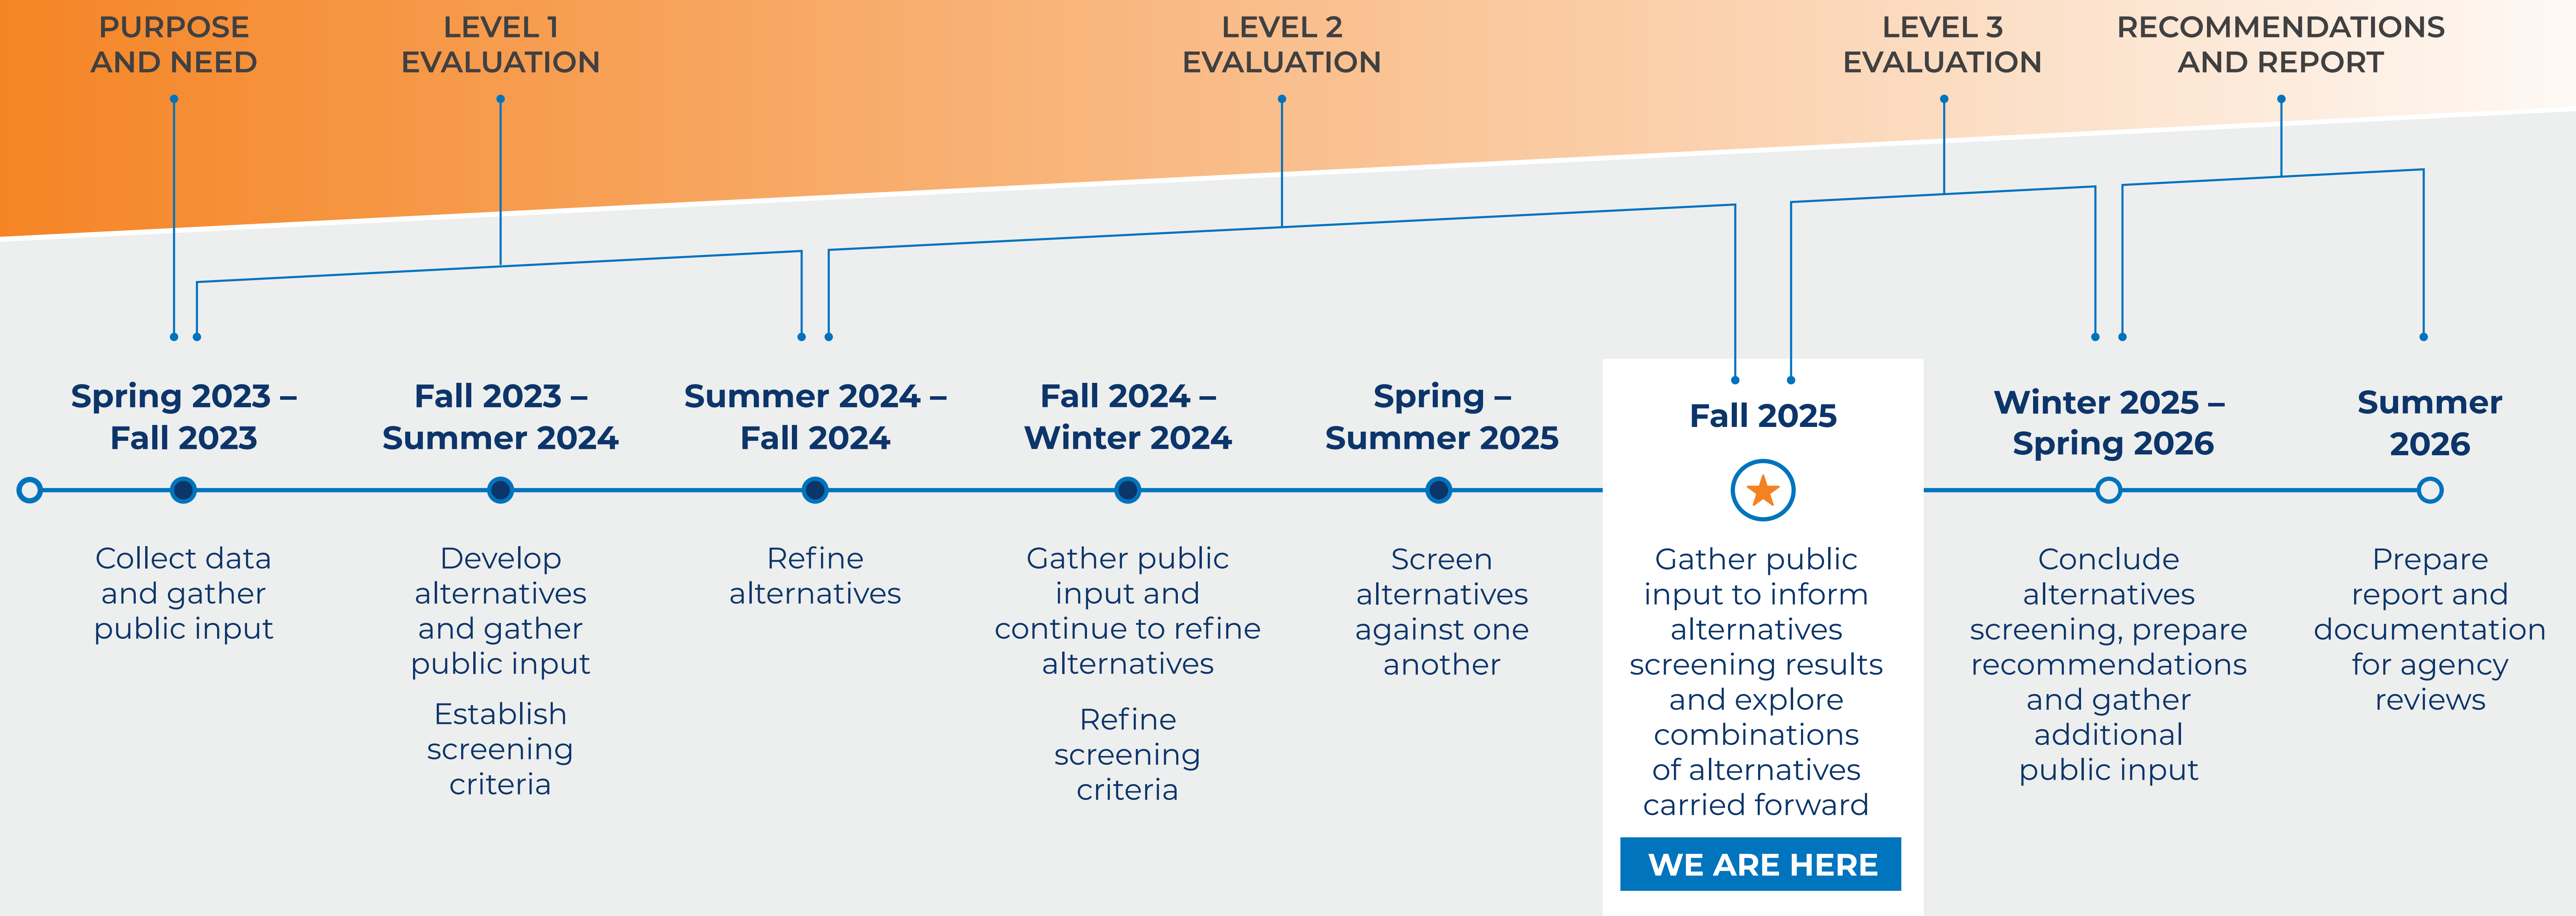 PURPOSE
AND NEED
LEVEL 1
EVALUATION
LEVEL 2
EVALUATION
LEVEL 3
EVALUATION
RECOMMENDATIONS
AND REPORT
Spring 2023 –
Fall 2023
Collect data
and gather
public input
Fall 2023 –
Summer 2024
Develop
alternatives
and gather
public input
Establish
screening
criteria
Summer 2024 –
Fall 2024
Refine
alternatives
Fall 2024 –
Winter 2024
Gather public
input and
continue to refine
alternatives
Refine
screening
criteria
Spring –
Summer 2025
Screen
alternatives
against one
another
Fall 2025
Gather public
input to inform
alternatives
screening results
and explore
combinations
of alternatives
carried forward
WE ARE HERE
Winter 2025 –
Spring 2026
Conclude
alternatives
screening, prepare
recommendations
and gather
additional
public input
Summer
2026
Prepare
report and
documentation
for agency
reviews